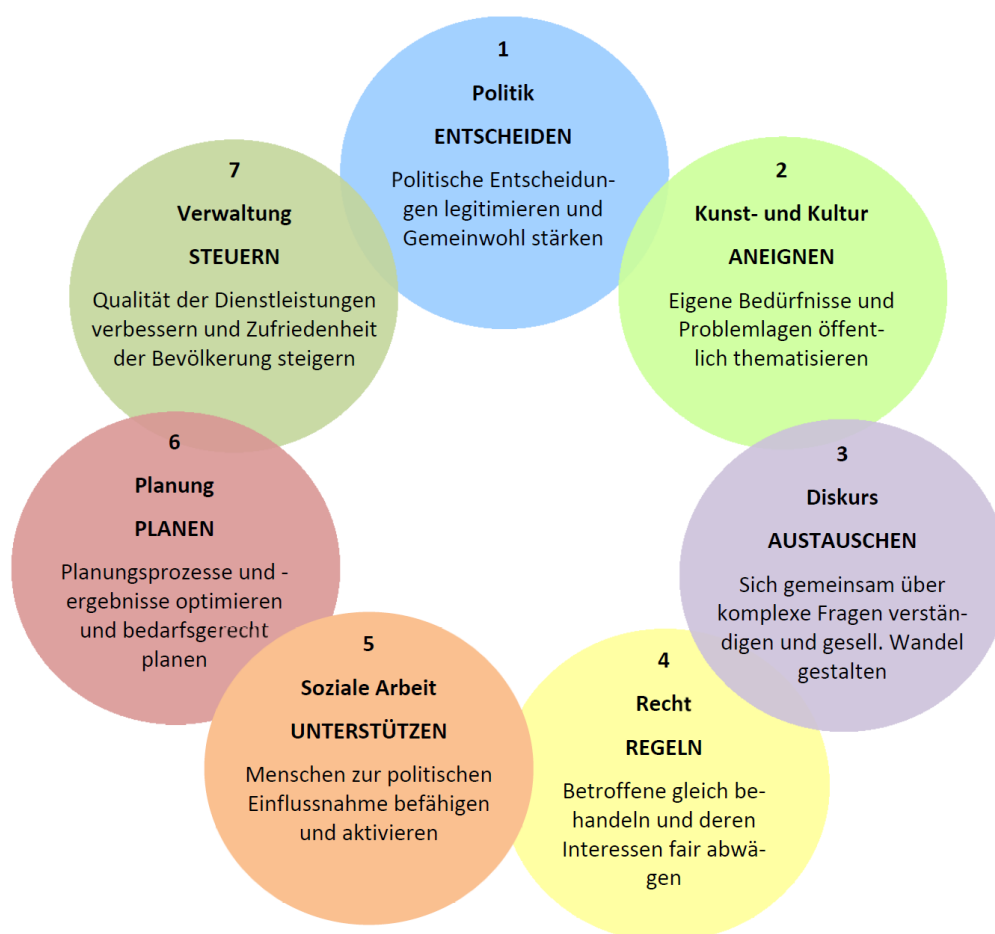 1
Politik
ENTSCHEIDEN
Politische Entscheidun-
gen legitimieren und
Gemeinwohl stärken
2
Kunst- und Kultur
ANEIGNEN
Eigene Bedürfnisse und
Problemlagen öffent-
lich thematisieren
3
Diskurs
AUSTAUSCHEN
Sich gemeinsam über
komplexe Fragen verstän-
digen und gesell. Wandel
gestalten
4
Recht
REGELN
Betroffene gleich be-
handeln und deren
Interessen fair abwä-
gen
5
Soziale Arbeit
UNTERSTÜTZEN
Menschen zur politischen
Einflussnahme befähigen
und aktivieren
6
Planung
PLANEN
Planungsprozesse und -
ergebnisse optimieren
und bedarfsgerecht
planen
7
Verwaltung
STEUERN
Qualität der Dienstleistungen
verbessern und Zufriedenheit
der Bevölkerung steigern